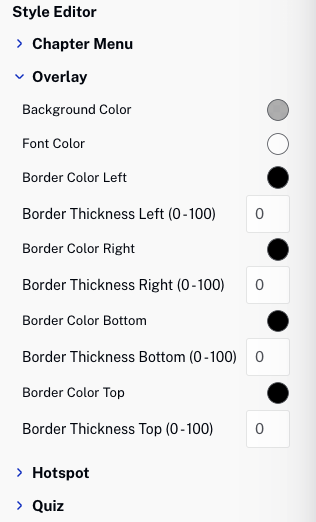 Style Editor
Chapter Menu
Overlay
Background Color
Font Color
Border Color Left
Border Thickness Left (0-100) 0
Border Color Right
Border Thickness Right (0-100) 0
Border Color Bottom
Border Thickness Bottom (0-100) 0
Border Color Top
Border Thickness Top (0-100) 0
Hotspot
Quiz